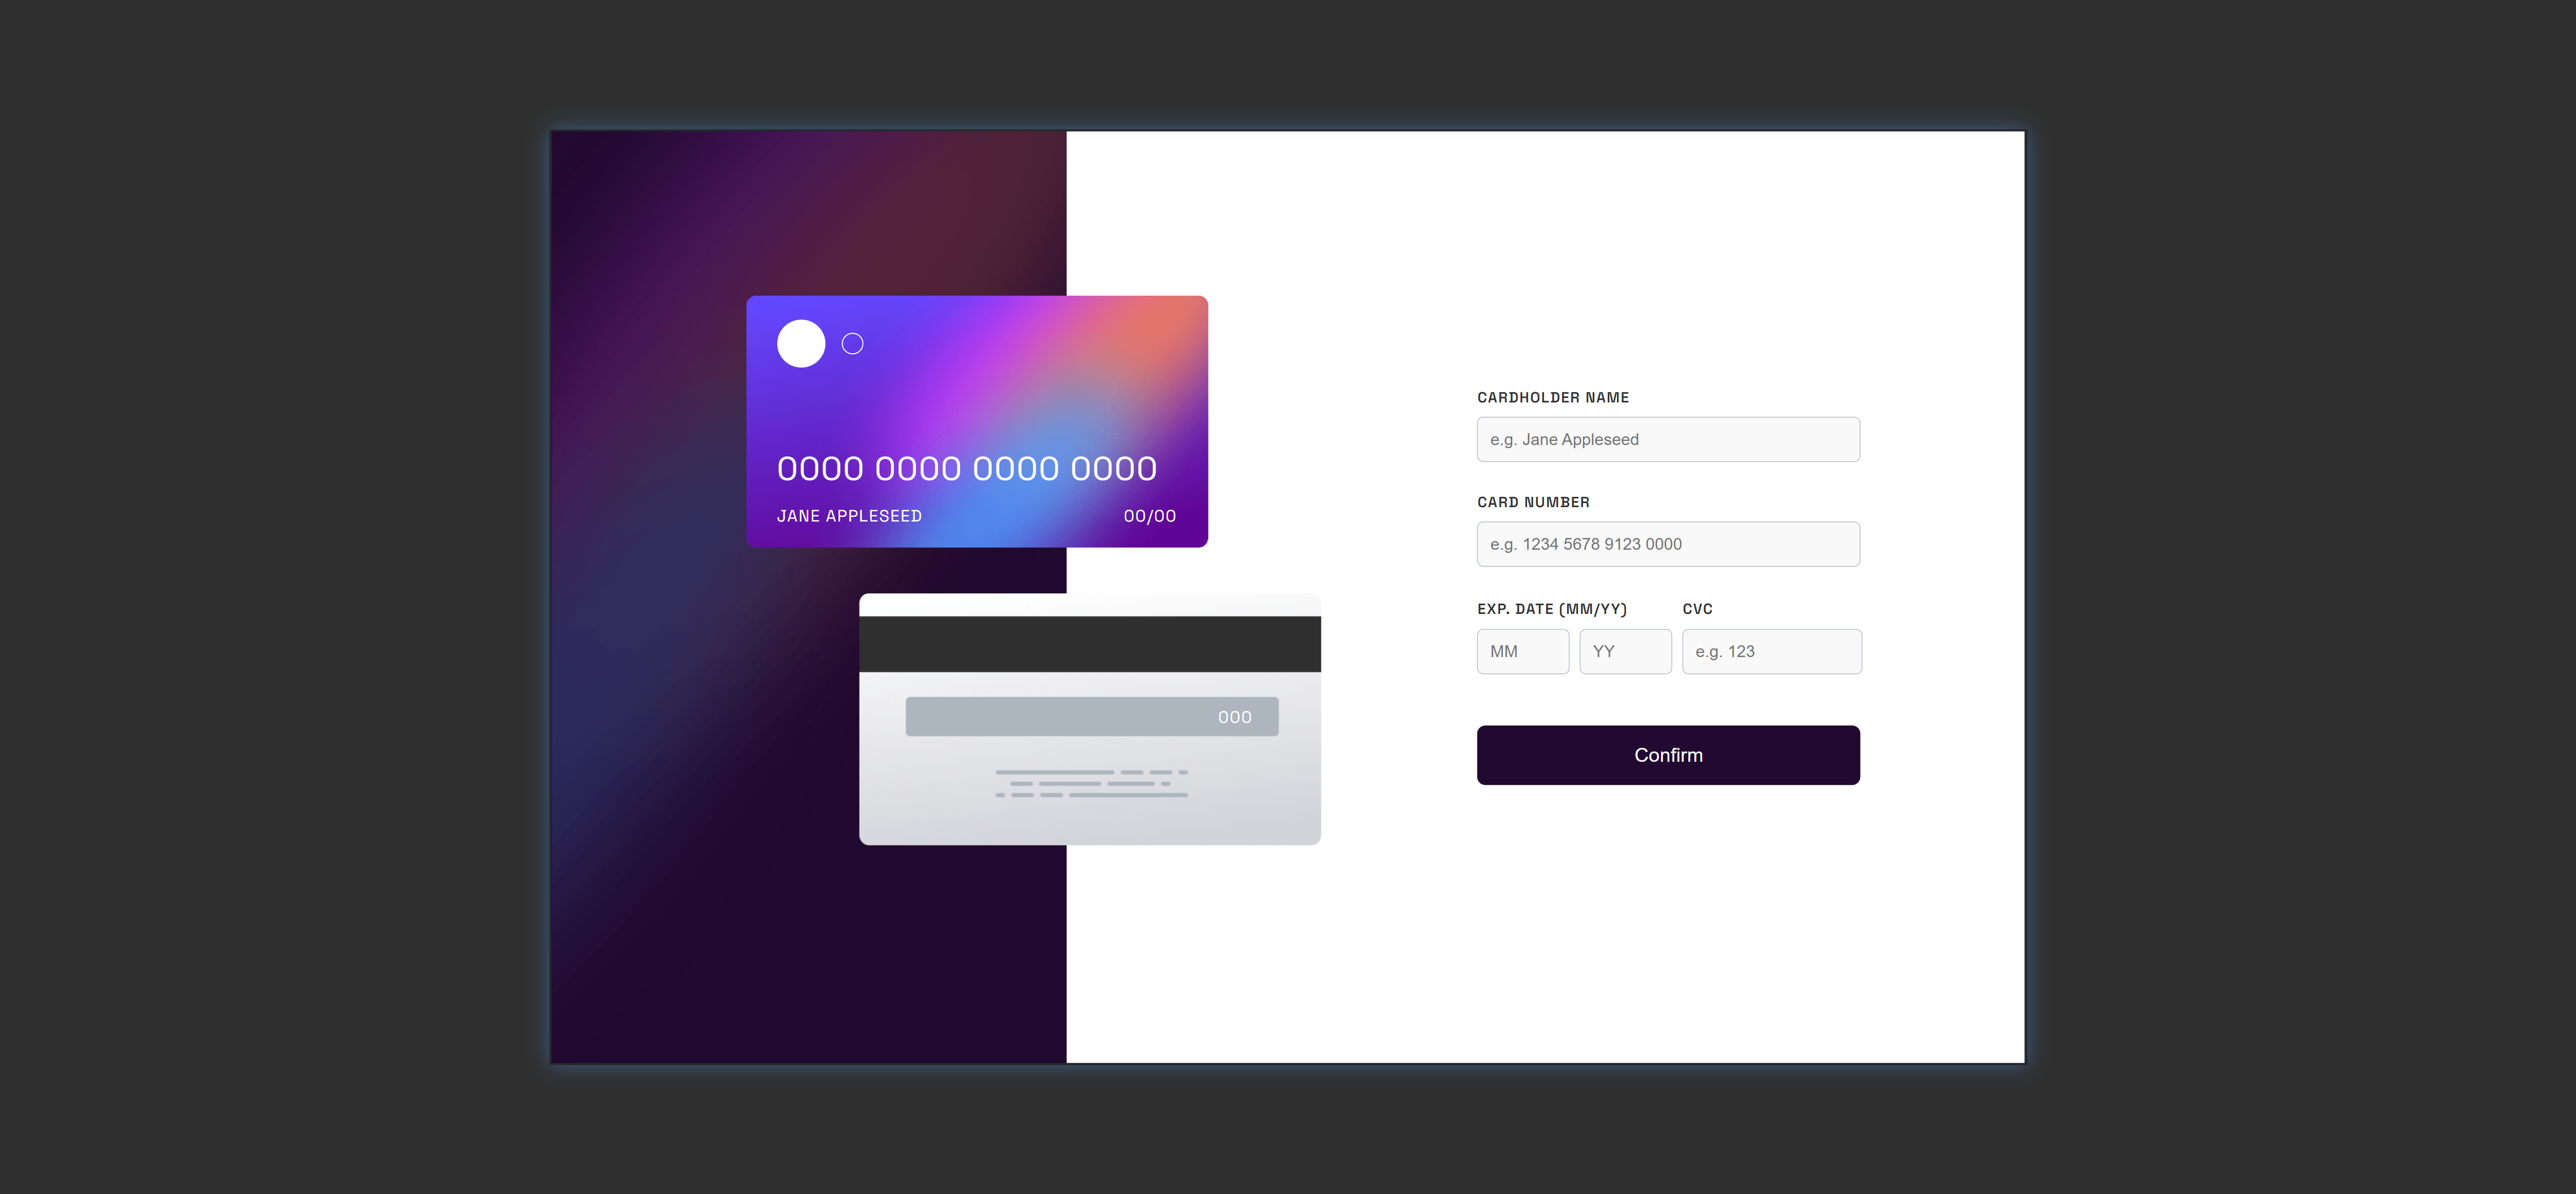 0000 0000 0000 0000
JANE APPLESEED 00/00
000
CARDHOLDER NAME
e.g. Jane Appleseed
CARD NUMBER
e.g. 1234 5678 9123 0000
EXP. DATE (MM/YY) CVC
MM YY e.g. 123
Confirm